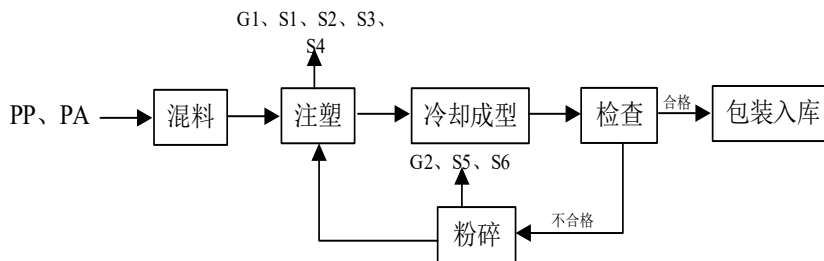 G1、S1、S2、S3、
S4
PP、PA
混料
注塑
冷却成型
检查
合格
包装入库
G2、S5、S6
不合格
粉碎